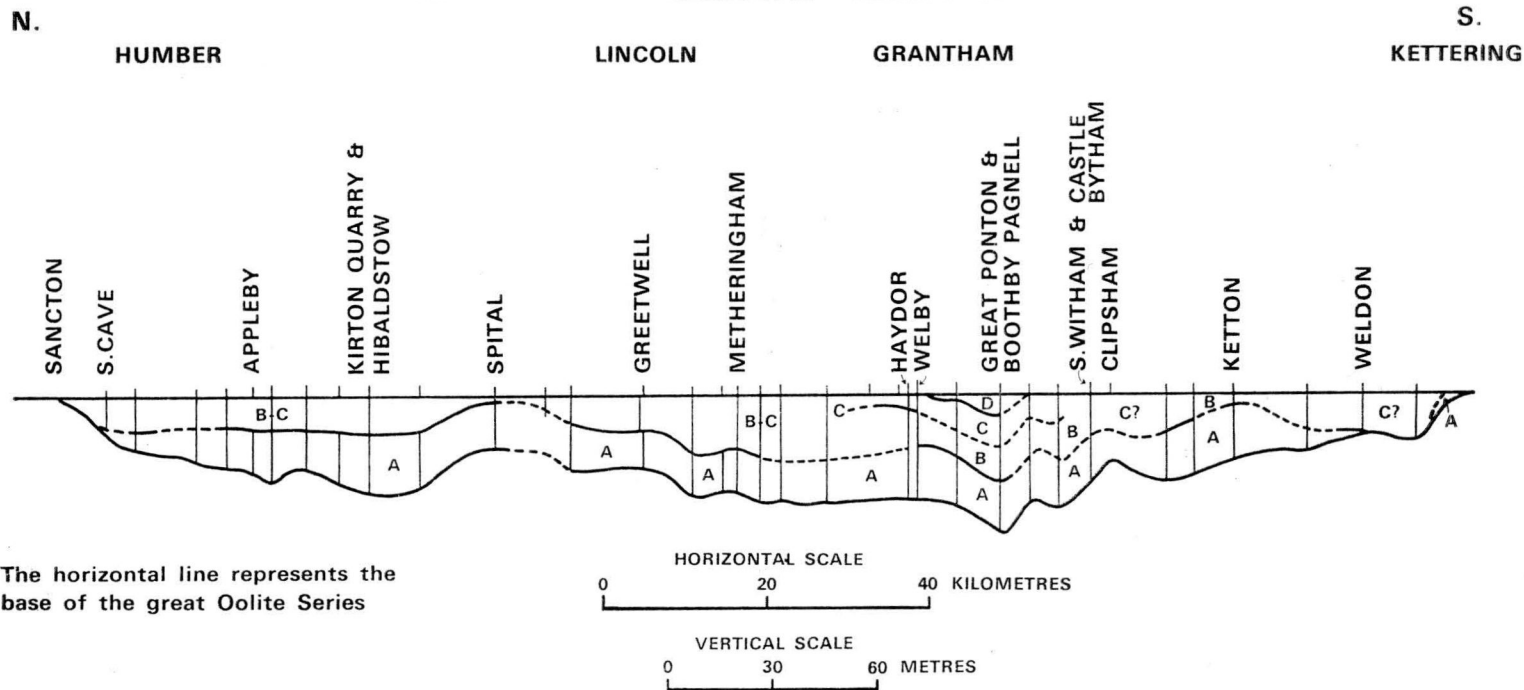 N.
S.
HUMBER
LINCOLN
GRANTHAM
KETTERING
SANCTON
S.CAVE
APPLEBY
KIRTON QUARRY &
HIBALDSTOW
SPITAL
GREETWELL
METHERINGHAM
HAYDOR
WELBY
GREAT PONTON &
BOOTHBY PAGNELL
S.WITHAM & CASTLE
BYTHAM
CLIPSHAM
KETTON
WELDON
B-C
A
A
B-C
A
C
A
D
C
B
A
B
A
C?
B
A
C?
A
The horizontal line represents the
base of the great Oolite Series
HORIZONTAL SCALE
0 20 40 KILOMETRES
VERTICAL SCALE
0 30 60 METRES